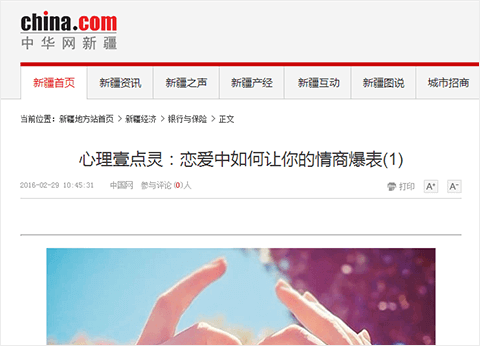 china.com
中华网新疆
新疆首页 新疆资讯 新疆之声 新疆产经 新疆互动 新疆图说 城市招商
当前位置：新疆地方站首页 > 新疆经济 > 银行与保险 > 正文
心理壹点灵：恋爱中如何让你的情商爆表(1)
2016-02-29 10:45:31 中国网 参与评论(0)人 打印 A+ A-